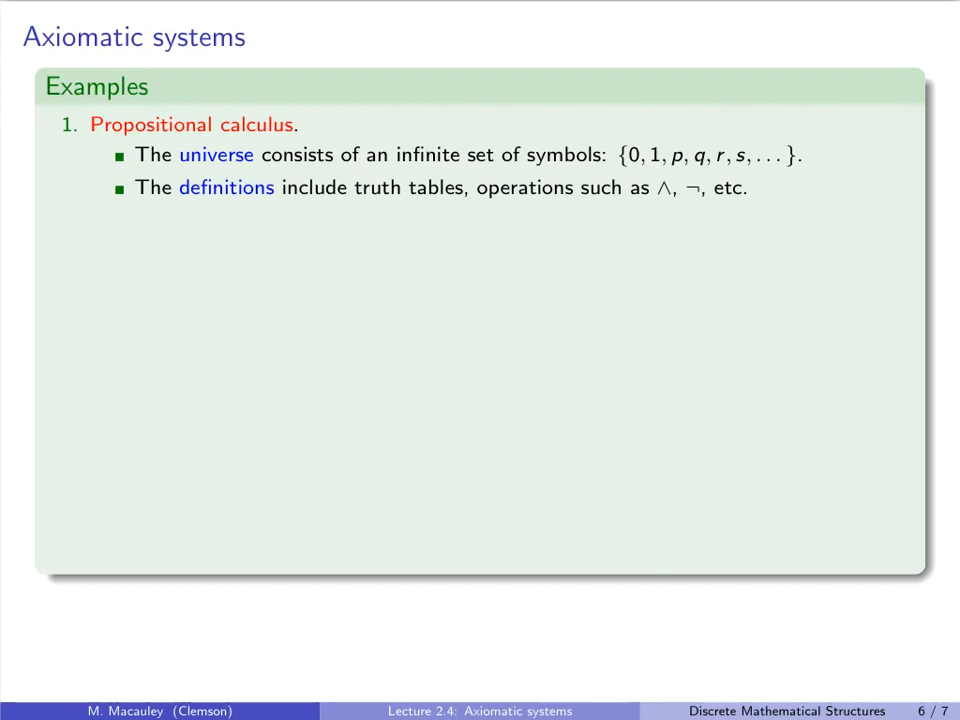 Axiomatic systems
Examples
1. Propositional calculus.
■ The universe consists of an infinite set of symbols: {0, 1, p, q, r, s, . . . }.
■ The definitions include truth tables, operations such as ∧, ¬, etc.
M. Macauley (Clemson) Lecture 2.4: Axiomatic systems Discrete Mathematical Structures 6 / 7